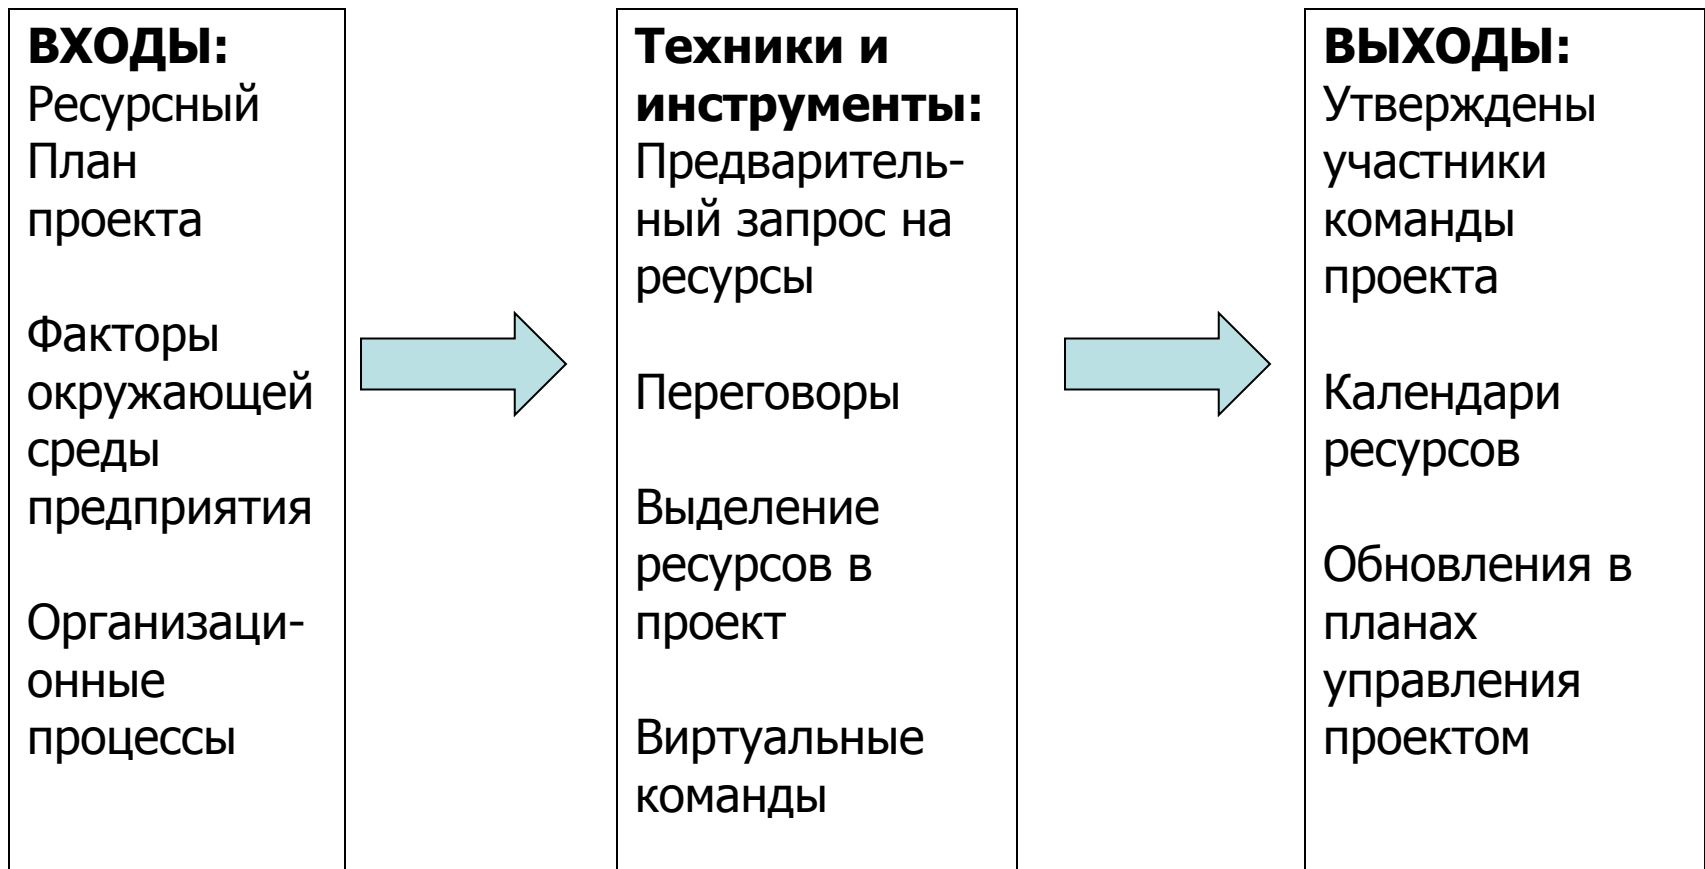 ВХОДЫ:
Ресурсный
План
проекта
Факторы
окружающей
среды
предприятия
Организаци-
онные
процессы
Техники и
инструменты:
Предваритель-
ный запрос на
ресурсы
Переговоры
Выделение
ресурсов в
проект
Виртуальные
команды
ВЫХОДЫ:
Утверждены
участники
команды
проекта
Календари
ресурсов
Обновления в
планах
управления
проектом